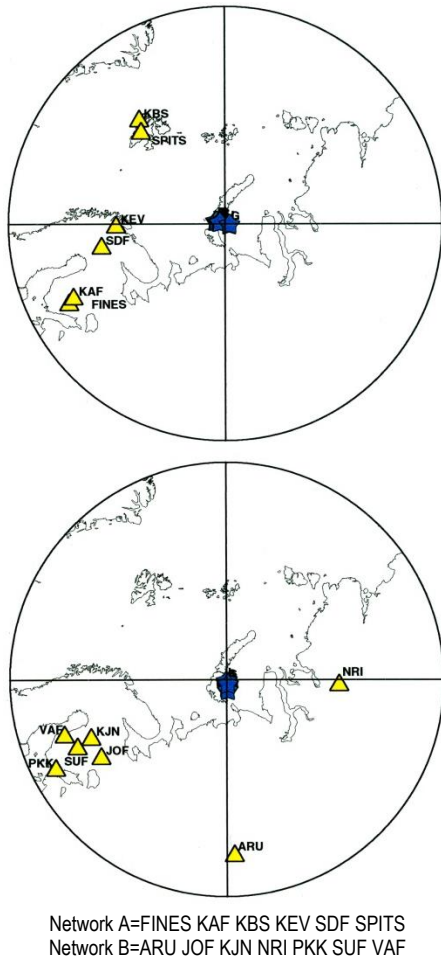 KBS
SPITS
G
KEV
SDF
KAF
FINES
NRI
VAF
KJN
SUF
JOF
PKK
ARU
Network A=FINES KAF KBS KEV SDF SPITS
Network B=ARU JOF KJN NRI PKK SUF VAF